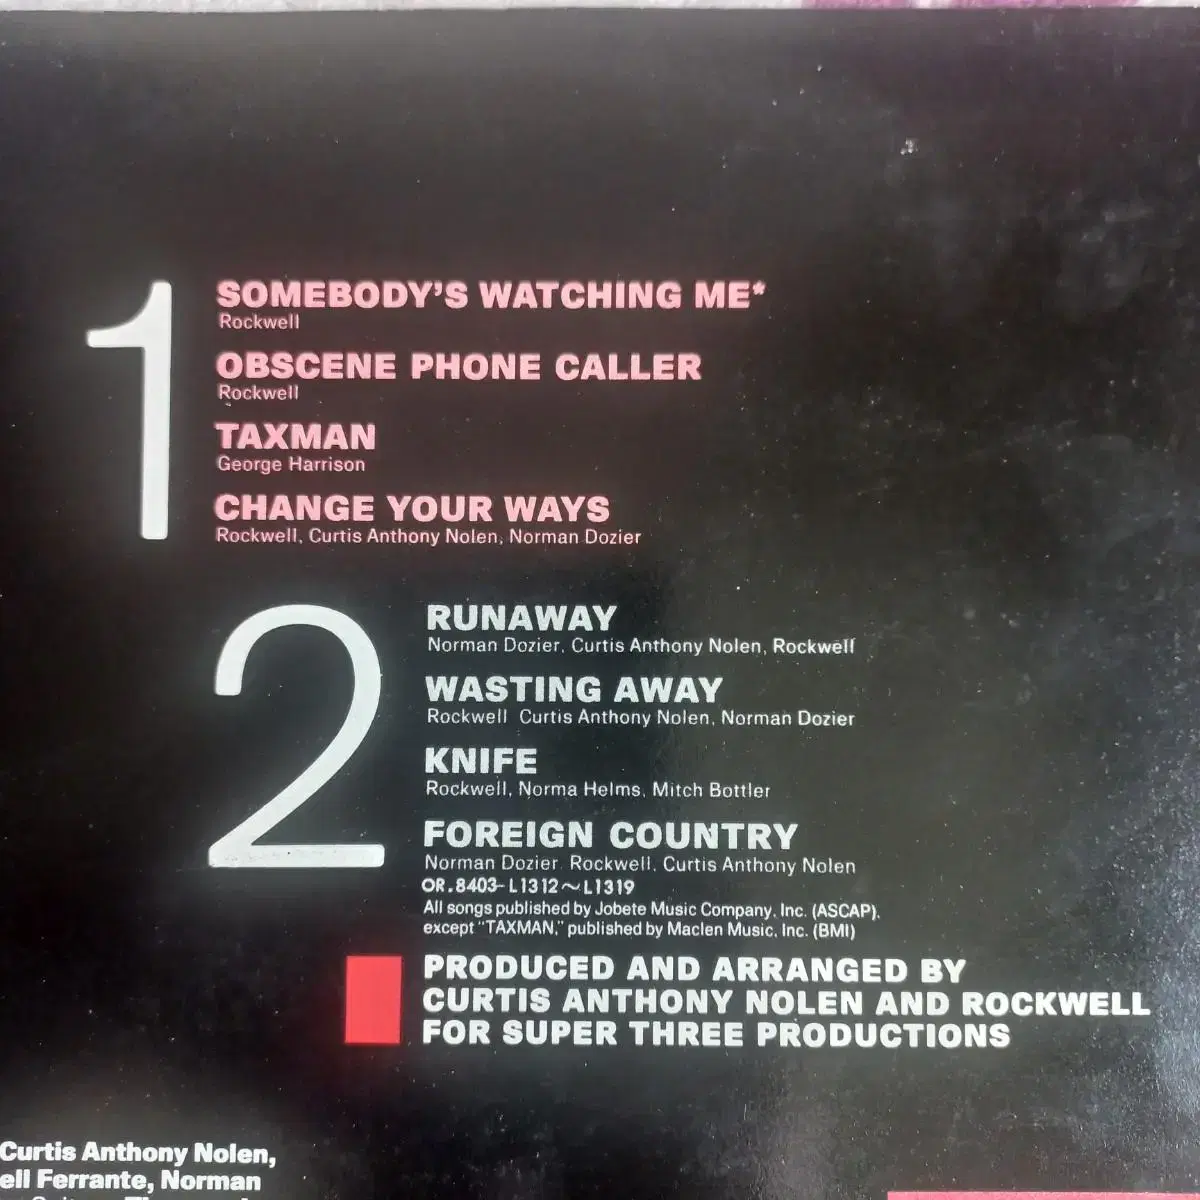 1
SOMEBODY'S WATCHING ME*
Rockwell
OBSCENE PHONE CALLER
Rockwell
TAXMAN
George Harrison
CHANGE YOUR WAYS
Rockwell, Curtis Anthony Nolen, Norman Dozier
2
RUNAWAY
Norman Dozier, Curtis Anthony Nolen, Rockwell
WASTING AWAY
Rockwell Curtis Anthony Nolen, Norman Dozier
KNIFE
Rockwell, Norma Helms, Mitch Bottler
FOREIGN COUNTRY
Norman Dozier Rockwell, Curtis Anthony Nolen
OR.8403-L1312~L1319
All songs published by Jobete Music Company, Inc. (ASCAP),
except "TAXMAN," published by Maclen Music, Inc. (BMI)
PRODUCED AND ARRANGED BY
CURTIS ANTHONY NOLEN AND ROCKWELL
FOR SUPER THREE PRODUCTIONS
Curtis Anthony Nolen,
ell Ferrante, Norman